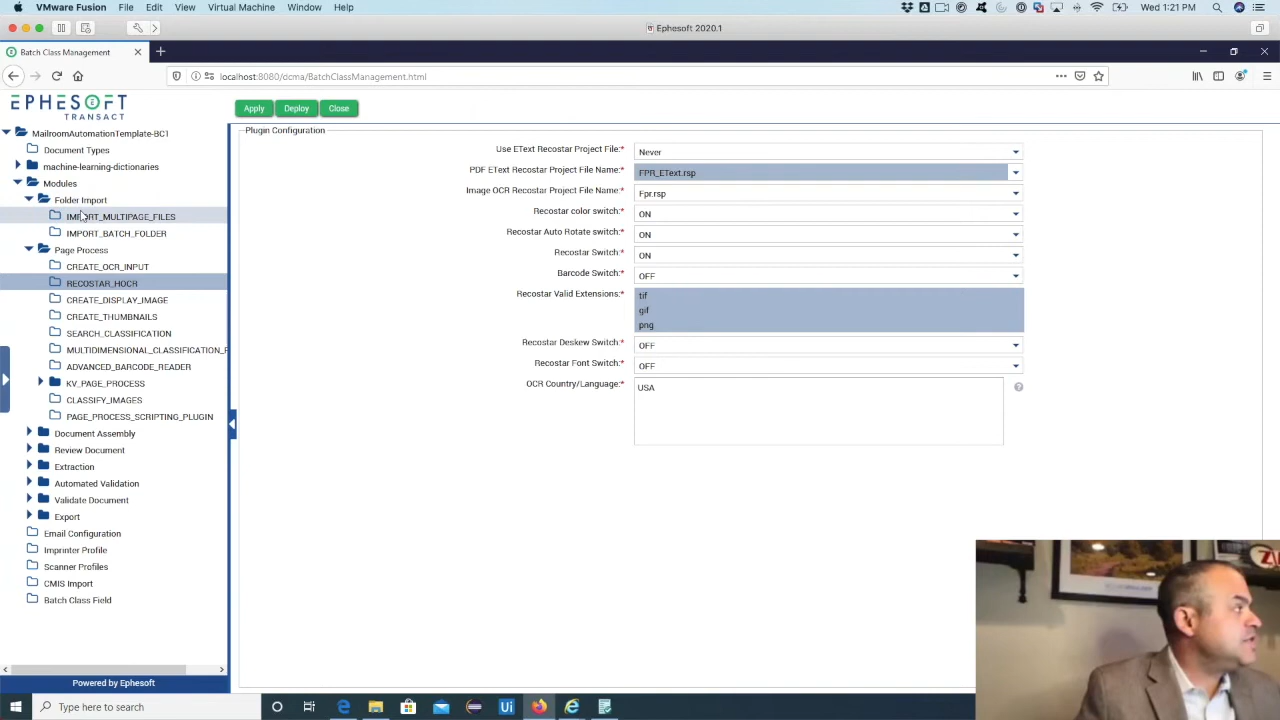 VMware Fusion File Edit View Virtual Machine Window Help Wed 1:21 PM
Ephesoft 2020.1
Batch Class Management
localhost:8080/dcma/BatchClassManagement.html
EPHESOFT
TRANSACT
Apply Deploy Close
MailroomAutomationTemplate-BC1
Document Types
machine-learning-dictionaries
Modules
Folder Import
IMPORT_MULTIPAGE_FILES
IMPORT_BATCH_FOLDER
Page Process
CREATE_OCR_INPUT
RECOSTAR_HOCR
CREATE_DISPLAY_IMAGE
CREATE_THUMBNAILS
SEARCH_CLASSIFICATION
MULTIDIMENSIONAL_CLASSIFICATION_F
ADVANCED_BARCODE_READER
KV_PAGE_PROCESS
CLASSIFY_IMAGES
PAGE_PROCESS_SCRIPTING_PLUGIN
Document Assembly
Review Document
Extraction
Automated Validation
Validate Document
Export
Email Configuration
Imprinter Profile
Scanner Profiles
CMIS Import
Batch Class Field
Powered by Ephesoft
Plugin Configuration
Use EText Recostar Project File:* Never
PDF EText Recostar Project File Name:* FPR_EText.rsp
Image OCR Recostar Project File Name:* Fpr.rsp
Recostar color switch:* ON
Recostar Auto Rotate switch:* ON
Recostar Switch:* ON
Barcode Switch:* OFF
Recostar Valid Extensions:* tif
gif
png
Recostar Deskew Switch:* OFF
Recostar Font Switch:* OFF
OCR Country/Language:* USA
Type here to search